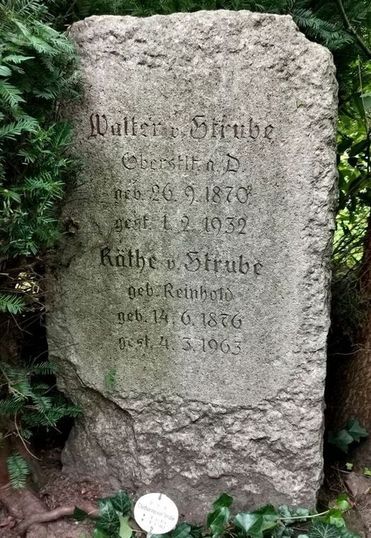 Walter v. Strube
Oberstlt. a. D.
geb. 26. 9. 1870
gest. 1. 2. 1932
Käthe v. Strube
geb. Reinhold
geb. 14. 6. 1876
gest. 4. 3. 1963